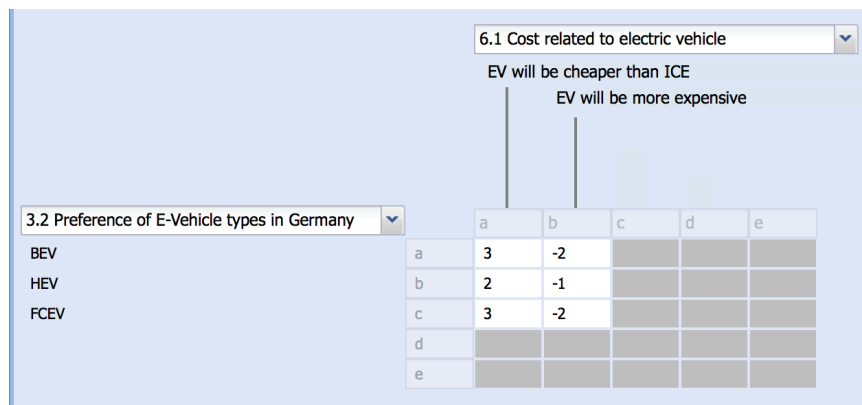 6.1 Cost related to electric vehicle
EV will be cheaper than ICE
EV will be more expensive
3.2 Preference of E-Vehicle types in Germany a b c d e
BEV a 3 -2
HEV b 2 -1
FCEV c 3 -2
d
e